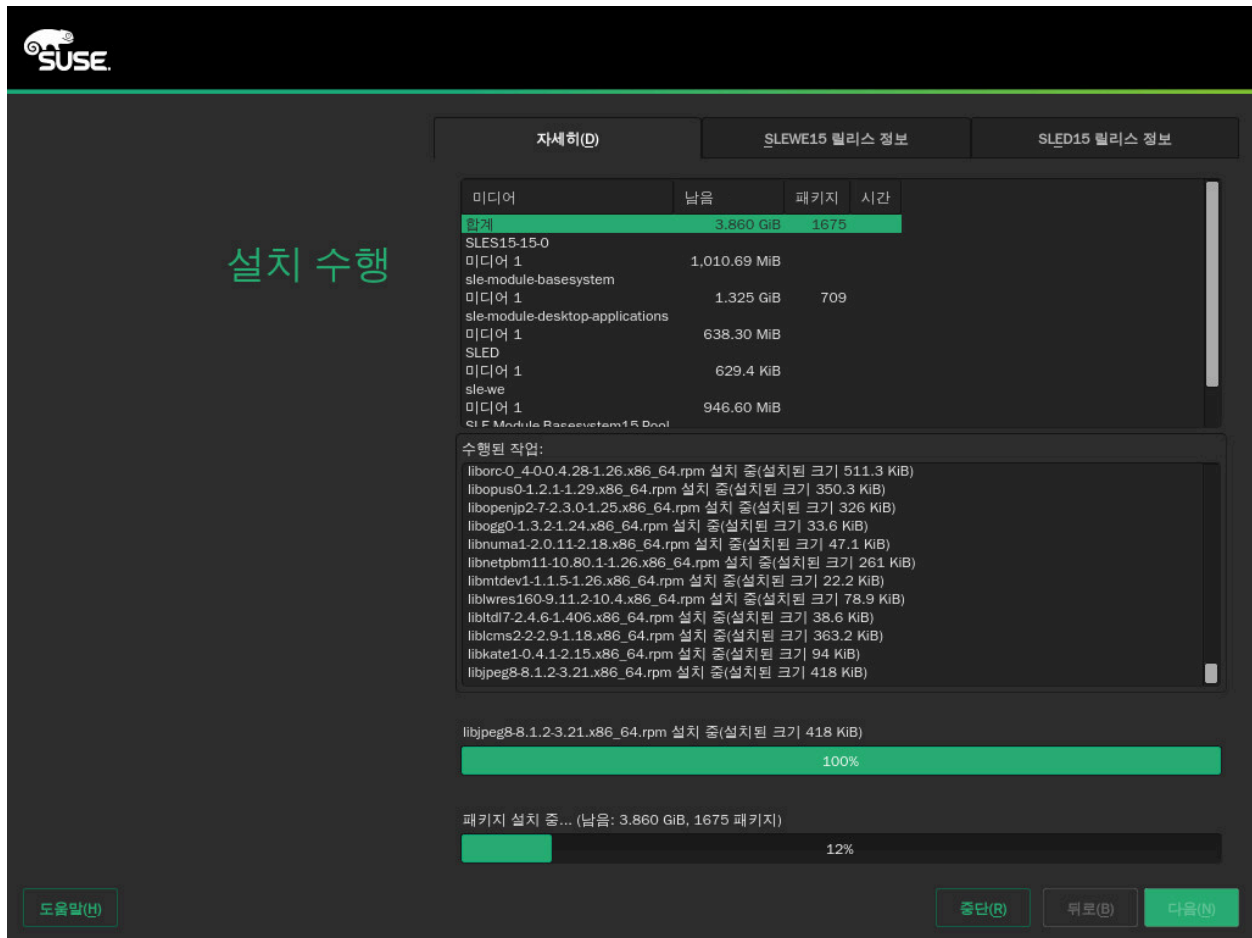 SUSE.
자세히(D)
SLEWE15 릴리스 정보
SLED15 릴리스 정보
설치 수행
미디어 남음 패키지 시간
합계 3.860 GiB 1675
SLES15-15-0
미디어 1 1,010.69 MiB
sle-module-basesystem
미디어 1 1.325 GiB 709
sle-module-desktop-applications
미디어 1 638.30 MiB
SLED
미디어 1 629.4 KiB
sle-we
미디어 1 946.60 MiB
SLE Module Basesystem15 Pool
수행된 작업:
liborc-0_4-0-0.4.28-1.26.x86_64.rpm 설치 중(설치된 크기 511.3 KiB)
libopus0-1.2.1-1.29.x86_64.rpm 설치 중(설치된 크기 350.3 KiB)
libopenjp2-7-2.3.0-1.25.x86_64.rpm 설치 중(설치된 크기 326 KiB)
libogg0-1.3.2-1.24.x86_64.rpm 설치 중(설치된 크기 33.6 KiB)
libnuma1-2.0.11-2.18.x86_64.rpm 설치 중(설치된 크기 47.1 KiB)
libnetpbm11-10.80.1-1.26.x86_64.rpm 설치 중(설치된 크기 261 KiB)
libmtdev1-1.1.5-1.26.x86_64.rpm 설치 중(설치된 크기 22.2 KiB)
liblwres160-9.11.2-10.4.x86_64.rpm 설치 중(설치된 크기 78.9 KiB)
libltdl7-2.4.6-1.406.x86_64.rpm 설치 중(설치된 크기 38.6 KiB)
liblcms2-2-2.9-1.18.x86_64.rpm 설치 중(설치된 크기 363.2 KiB)
libkate1-0.4.1-2.15.x86_64.rpm 설치 중(설치된 크기 94 KiB)
libjpeg8-8.1.2-3.21.x86_64.rpm 설치 중(설치된 크기 418 KiB)
libjpeg8-8.1.2-3.21.x86_64.rpm 설치 중(설치된 크기 418 KiB)
100%
패키지 설치 중... (남음: 3.860 GiB, 1675 패키지)
12%
도움말(H)
중단(R)
뒤로(B)
다음(N)